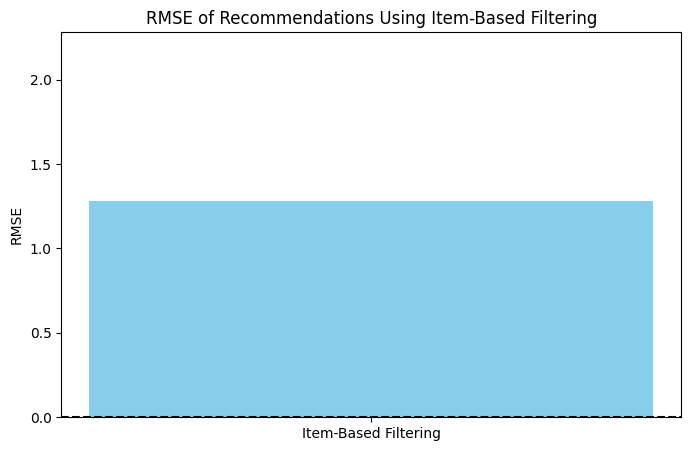 RMSE of Recommendations Using Item-Based Filtering
2.0
1.5
1.0
0.5
0.0
RMSE
Item-Based Filtering